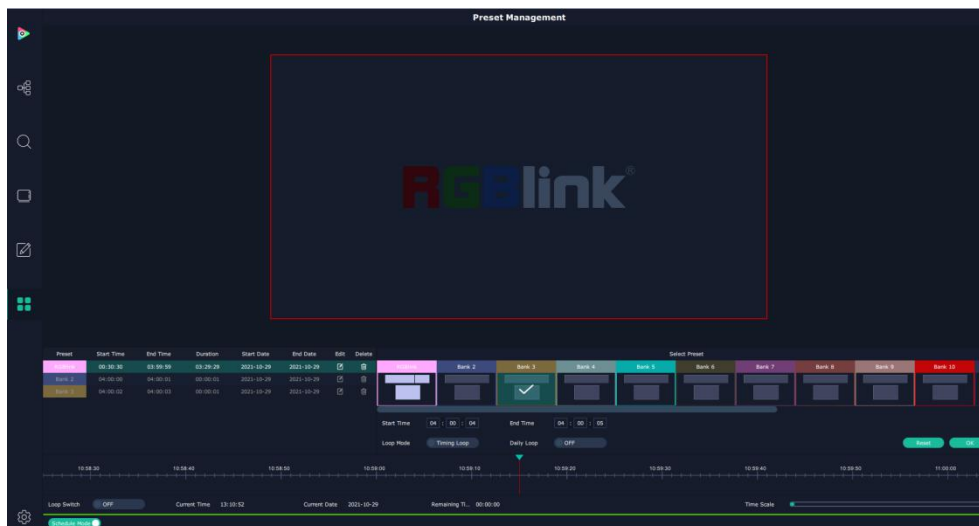 Preset Management
RGBlink®
Preset Start Time End Time Duration Start Date End Date Edit Delete Select Preset
00:30:30 03:59:59 03:29:29 2021-10-29 2021-10-29
Bank 2 Bank 3 Bank 4 Bank 5 Bank 6 Bank 7 Bank 8 Bank 9 Bank 10
Bank 2 04:00:00 04:00:01 00:00:01 2021-10-29 2021-10-29
Bank 3 04:00:02 04:00:03 00:00:01 2021-10-29 2021-10-29
Start Time 04 : 00 : 04 End Time 04 : 00 : 05
Loop Mode Timing Loop Daily Loop OFF Reset OK
10:58:30 10:58:40 10:58:50 10:59:10 10:59:20 10:59:30 10:59:40 10:59:50 11:00:00
Loop Switch OFF Current Time 13:10:52 Current Date 2021-10-29 Remaining Ti... 00:00:00 Time Scale
Schedule Mode